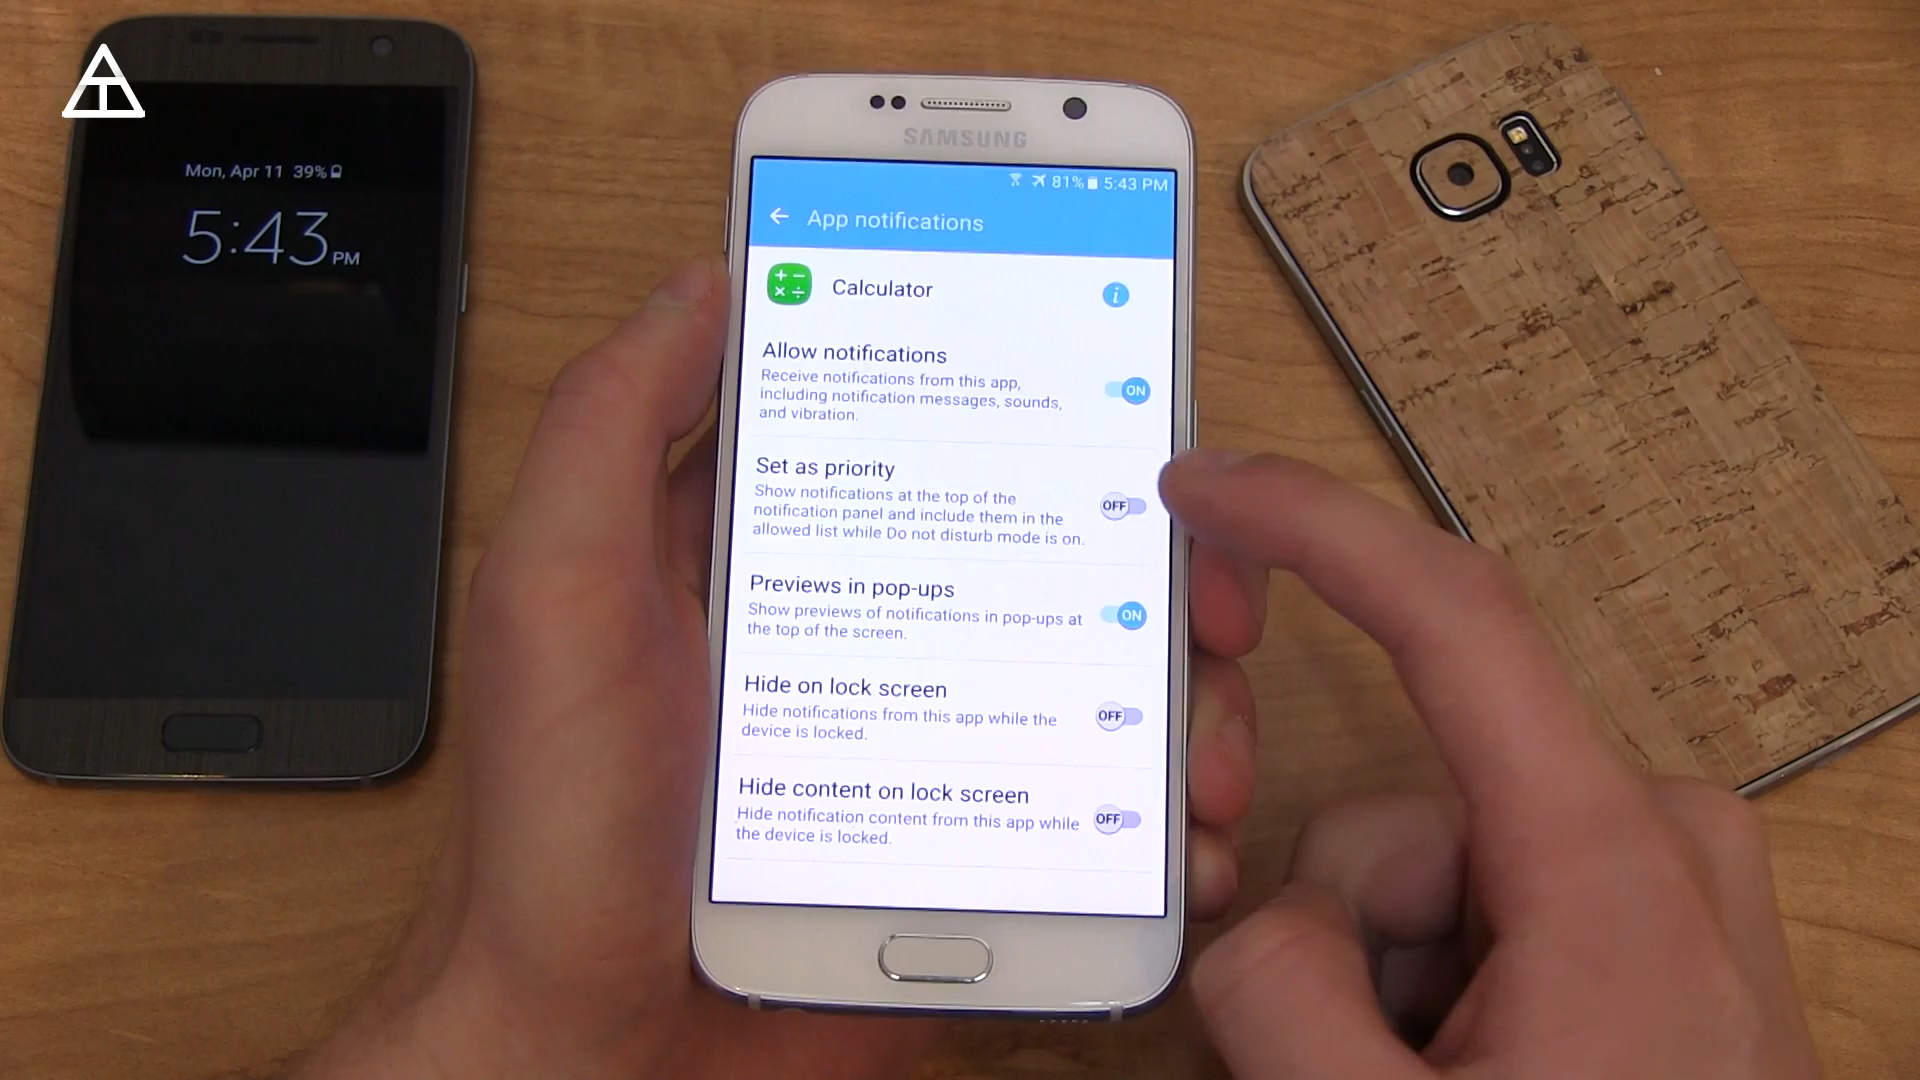 Mon, Apr 11 39%
5:43 PM
SAMSUNG
81% 5:43 PM
App notifications
Calculator
i
Allow notifications
Receive notifications from this app,
including notification messages, sounds,
and vibration.
ON
Set as priority
Show notifications at the top of the
notification panel and include them in the
allowed list while Do not disturb mode is on.
OFF
Previews in pop-ups
Show previews of notifications in pop-ups at
the top of the screen.
ON
Hide on lock screen
Hide notifications from this app while the
device is locked.
OFF
Hide content on lock screen
Hide notification content from this app while
the device is locked.
OFF